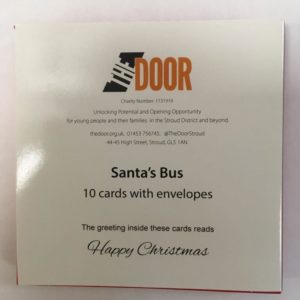 THE DOOR
Charity Number: 1131919
Unlocking Potential and Opening Opportunity
for young people and their families in the Stroud District and beyond.
thedoor.org.uk, 01453 756745, @TheDoorStroud
44-45 High Street, Stroud, GL5 1AN
Santa's Bus
10 cards with envelopes
The greeting inside these cards reads
Happy Christmas